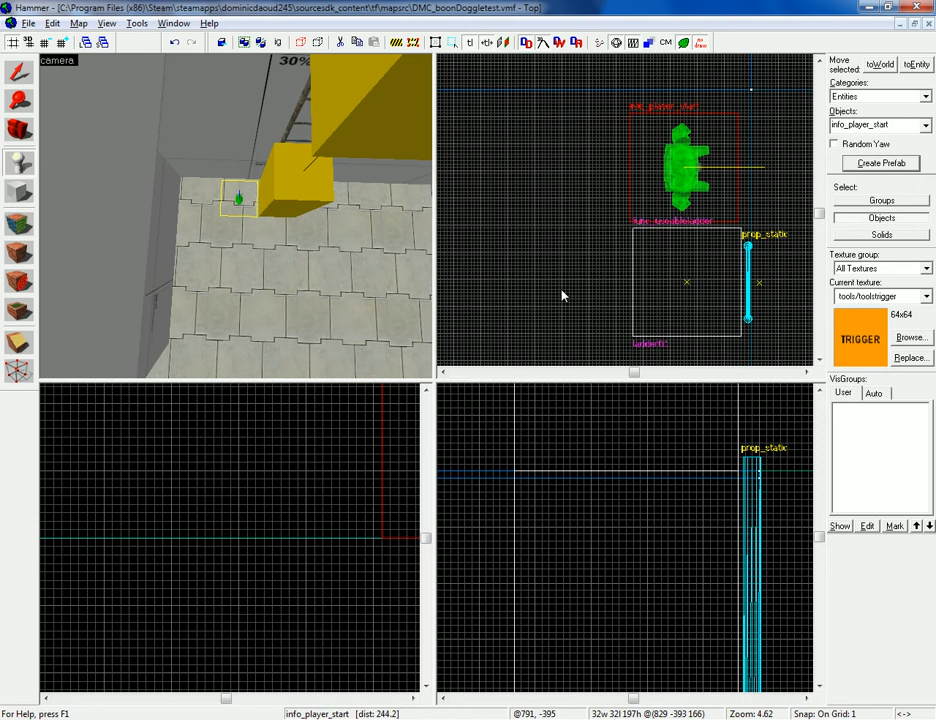 Hammer - [C:\Program Files (x86)\Steam\steamapps\dominicdaoud245\sourcesdk_content\tf\mapsrc\DMC_boonDoggletest.vmf - Top]
File Edit Map View Tools Window Help
camera
30%
info_player_start
func_useableladder
prop_static
ladder01
prop_static
Move selected:
toWorld
toEntity
Categories:
Entities
Objects:
info_player_start
Random Yaw
Create Prefab
Select:
Groups
Objects
Solids
Texture group:
All Textures
Current texture:
tools/toolstrigger
64x64
TRIGGER
Browse...
Replace...
VisGroups:
User Auto
Show Edit Mark
For Help, press F1
info_player_start [dist: 244.2]
@791, -395
32w 32l 197h @(829 -393 166)
Zoom: 4.62
Snap: On Grid: 1
<->